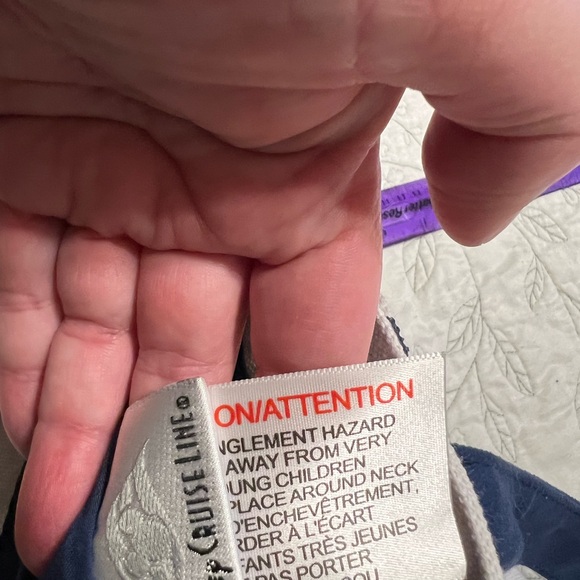 ON/ATTENTION
NGLEMENT HAZARD
AWAY FROM VERY
UNG CHILDREN
PLACE AROUND NECK
D'ENCHEVÊTREMENT,
RDER À L'ÉCART
FANTS TRÈS JEUNES
PAS PORTER
CRUISE LINE®